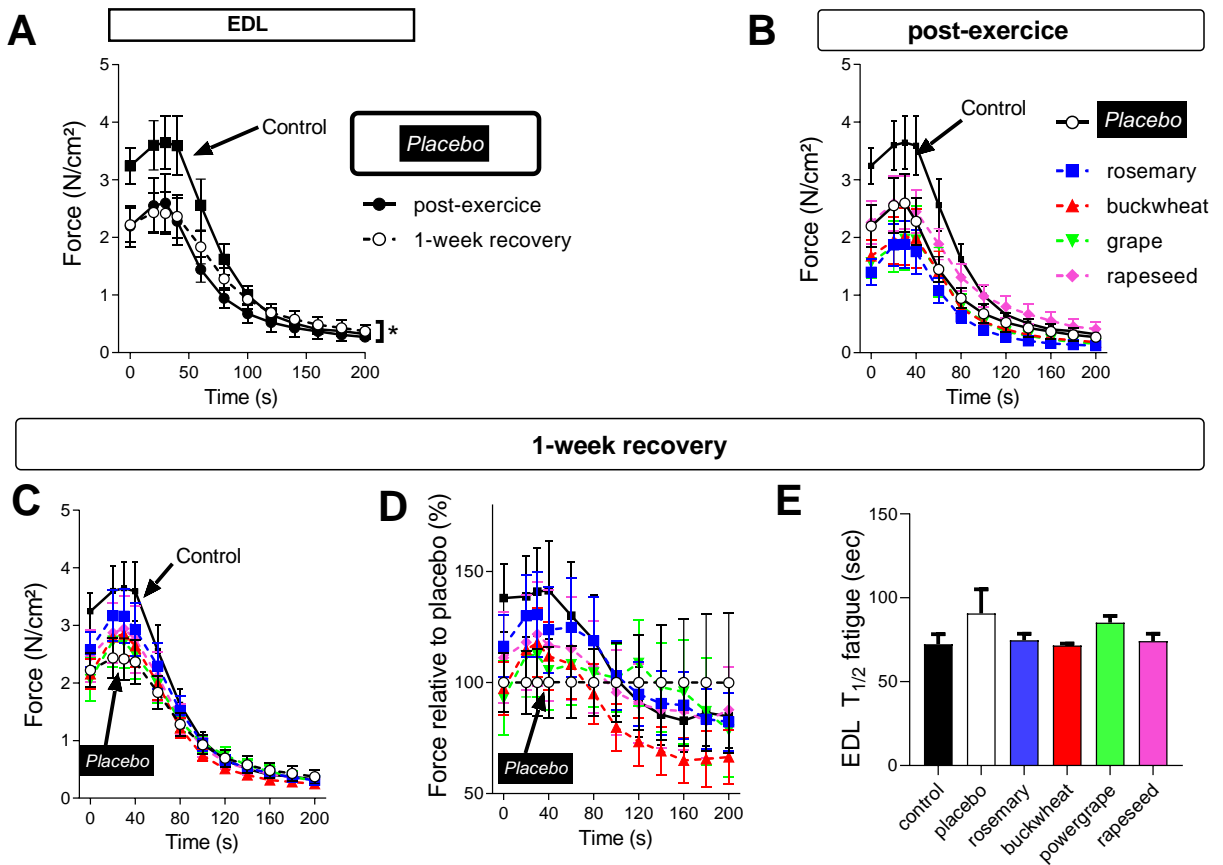 A
EDL
5
4
3
2
1
0
Force (N/cm²)
Control
Placebo
post-exercice
1-week recovery
*
0 50 100 150 200
Time (s)
B
post-exercice
5
4
3
2
1
0
Force (N/cm²)
Control
Placebo
rosemary
buckwheat
grape
rapeseed
0 40 80 120 160 200
Time (s)
1-week recovery
C
5
4
3
2
1
0
Force (N/cm²)
Control
Placebo
0 40 80 120 160 200
Time (s)
D
150
100
50
Force relative to placebo (%)
Placebo
0 40 80 120 160 200
Time (s)
E
150
100
50
0
EDL T1/2 fatigue (sec)
control
placebo
rosemary
buckwheat
powergrape
rapeseed